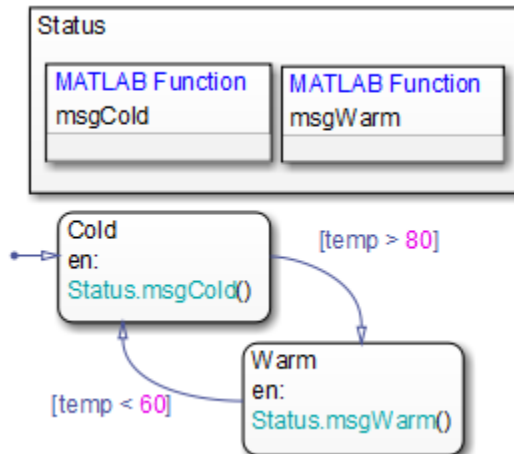 Status
MATLAB Function
msgCold
MATLAB Function
msgWarm
Cold
en:
Status.msgCold()
[temp > 80]
Warm
en:
Status.msgWarm()
[temp < 60]